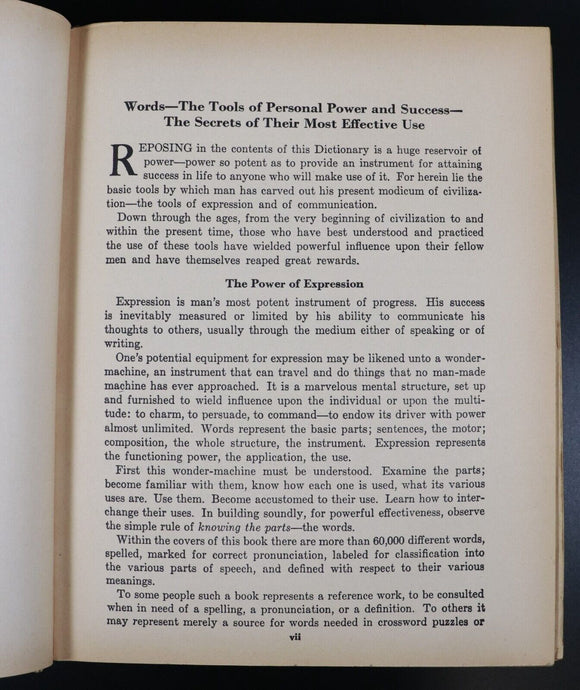 Words—The Tools of Personal Power and Success—
The Secrets of Their Most Effective Use
REPOSING in the contents of this Dictionary is a huge reservoir of
power—power so potent as to provide an instrument for attaining
success in life to anyone who will make use of it. For herein lie the
basic tools by which man has carved out his present modicum of civiliza-
tion—the tools of expression and of communication.
Down through the ages, from the very beginning of civilization to and
within the present time, those who have best understood and practiced
the use of these tools have wielded powerful influence upon their fellow
men and have themselves reaped great rewards.
The Power of Expression
Expression is man's most potent instrument of progress. His success
is inevitably measured or limited by his ability to communicate his
thoughts to others, usually through the medium either of speaking or of
writing.
One's potential equipment for expression may be likened unto a wonder-
machine, an instrument that can travel and do things that no man-made
machine has ever approached. It is a marvelous mental structure, set up
and furnished to wield influence upon the individual or upon the multi-
tude: to charm, to persuade, to command—to endow its driver with power
almost unlimited. Words represent the basic parts; sentences, the motor;
composition, the whole structure, the instrument. Expression represents
the functioning power, the application, the use.
First this wonder-machine must be understood. Examine the parts;
become familiar with them, know how each one is used, what its various
uses are. Use them. Become accustomed to their use. Learn how to inter-
change their uses. In building soundly, for powerful effectiveness, observe
the simple rule of knowing the parts—the words.
Within the covers of this book there are more than 60,000 different words,
spelled, marked for correct pronunciation, labeled for classification into
the various parts of speech, and defined with respect to their various
meanings.
To some people such a book represents a reference work, to be consulted
when in need of a spelling, a pronunciation, or a definition. To others it
may represent merely a source for words needed in crossword puzzles or
vii